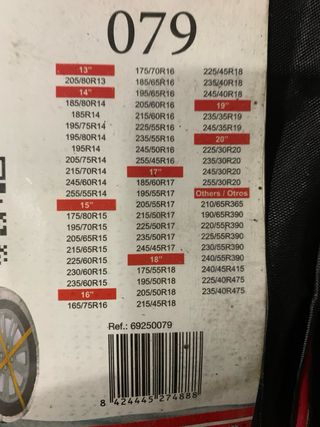 079
13"
205/80R13
14"
185/80R14
185R14
195/75R14
195/80R14
195R14
205/75R14
215/70R14
245/60R14
255/55R14
15"
175/80R15
195/70R15
205/65R15
215/65R15
225/60R15
230/60R15
235/60R15
16"
165/75R16
175/70R16
185/65R16
195/65R16
205/60R16
215/60R16
225/55R16
235/55R16
245/50R16
255/45R16
17"
185/60R17
195/55R17
205/55R17
215/50R17
225/50R17
235/45R17
245/45R17
18"
175/55R18
195/50R18
205/50R18
215/45R18
225/45R18
235/40R18
245/40R18
19"
235/35R19
245/35R19
20"
225/30R20
235/30R20
245/30R20
255/30R20
Others / Otros
210/65R365
190/65R390
220/55R390
225/55R390
230/55R390
240/55R390
240/45R415
225/40R475
235/40R475
Ref.: 69250079
8 424445 274888